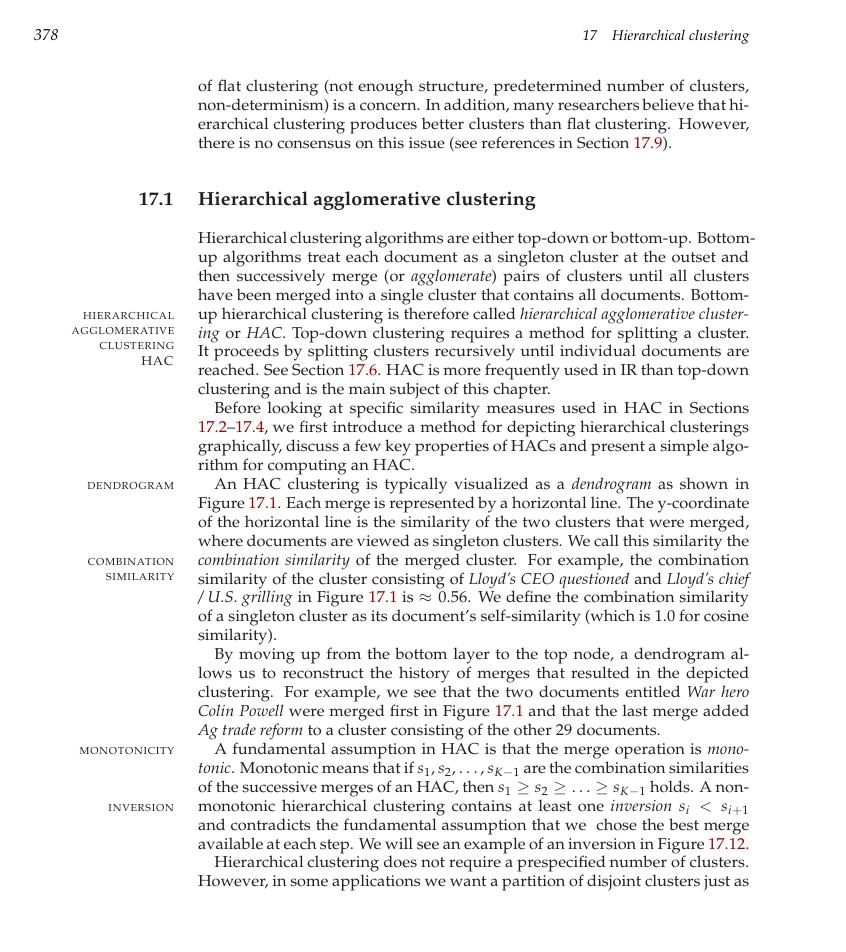 378
17 Hierarchical clustering
of flat clustering (not enough structure, predetermined number of clusters,
non-determinism) is a concern. In addition, many researchers believe that hi-
erarchical clustering produces better clusters than flat clustering. However,
there is no consensus on this issue (see references in Section 17.9).
17.1 Hierarchical agglomerative clustering
Hierarchical clustering algorithms are either top-down or bottom-up. Bottom-
up algorithms treat each document as a singleton cluster at the outset and
then successively merge (or agglomerate) pairs of clusters until all clusters
have been merged into a single cluster that contains all documents. Bottom-
HIERARCHICAL
AGGLOMERATIVE
CLUSTERING
HAC
up hierarchical clustering is therefore called hierarchical agglomerative cluster-
ing or HAC. Top-down clustering requires a method for splitting a cluster.
It proceeds by splitting clusters recursively until individual documents are
reached. See Section 17.6. HAC is more frequently used in IR than top-down
clustering and is the main subject of this chapter.
Before looking at specific similarity measures used in HAC in Sections
17.2–17.4, we first introduce a method for depicting hierarchical clusterings
graphically, discuss a few key properties of HACs and present a simple algo-
rithm for computing an HAC.
DENDROGRAM
An HAC clustering is typically visualized as a dendrogram as shown in
Figure 17.1. Each merge is represented by a horizontal line. The y-coordinate
of the horizontal line is the similarity of the two clusters that were merged,
where documents are viewed as singleton clusters. We call this similarity the
COMBINATION
SIMILARITY
combination similarity of the merged cluster. For example, the combination
similarity of the cluster consisting of Lloyd's CEO questioned and Lloyd's chief
/ U.S. grilling in Figure 17.1 is ≈ 0.56. We define the combination similarity
of a singleton cluster as its document's self-similarity (which is 1.0 for cosine
similarity).
By moving up from the bottom layer to the top node, a dendrogram al-
lows us to reconstruct the history of merges that resulted in the depicted
clustering. For example, we see that the two documents entitled War hero
Colin Powell were merged first in Figure 17.1 and that the last merge added
Ag trade reform to a cluster consisting of the other 29 documents.
MONOTONICITY
A fundamental assumption in HAC is that the merge operation is mono-
tonic. Monotonic means that if s₁, s₂, . . . , s_{K−1} are the combination similarities
of the successive merges of an HAC, then s₁ ≥ s₂ ≥ . . . ≥ s_{K−1} holds. A non-
INVERSION
monotonic hierarchical clustering contains at least one inversion s_i < s_{i+1}
and contradicts the fundamental assumption that we chose the best merge
available at each step. We will see an example of an inversion in Figure 17.12.
Hierarchical clustering does not require a prespecified number of clusters.
However, in some applications we want a partition of disjoint clusters just as